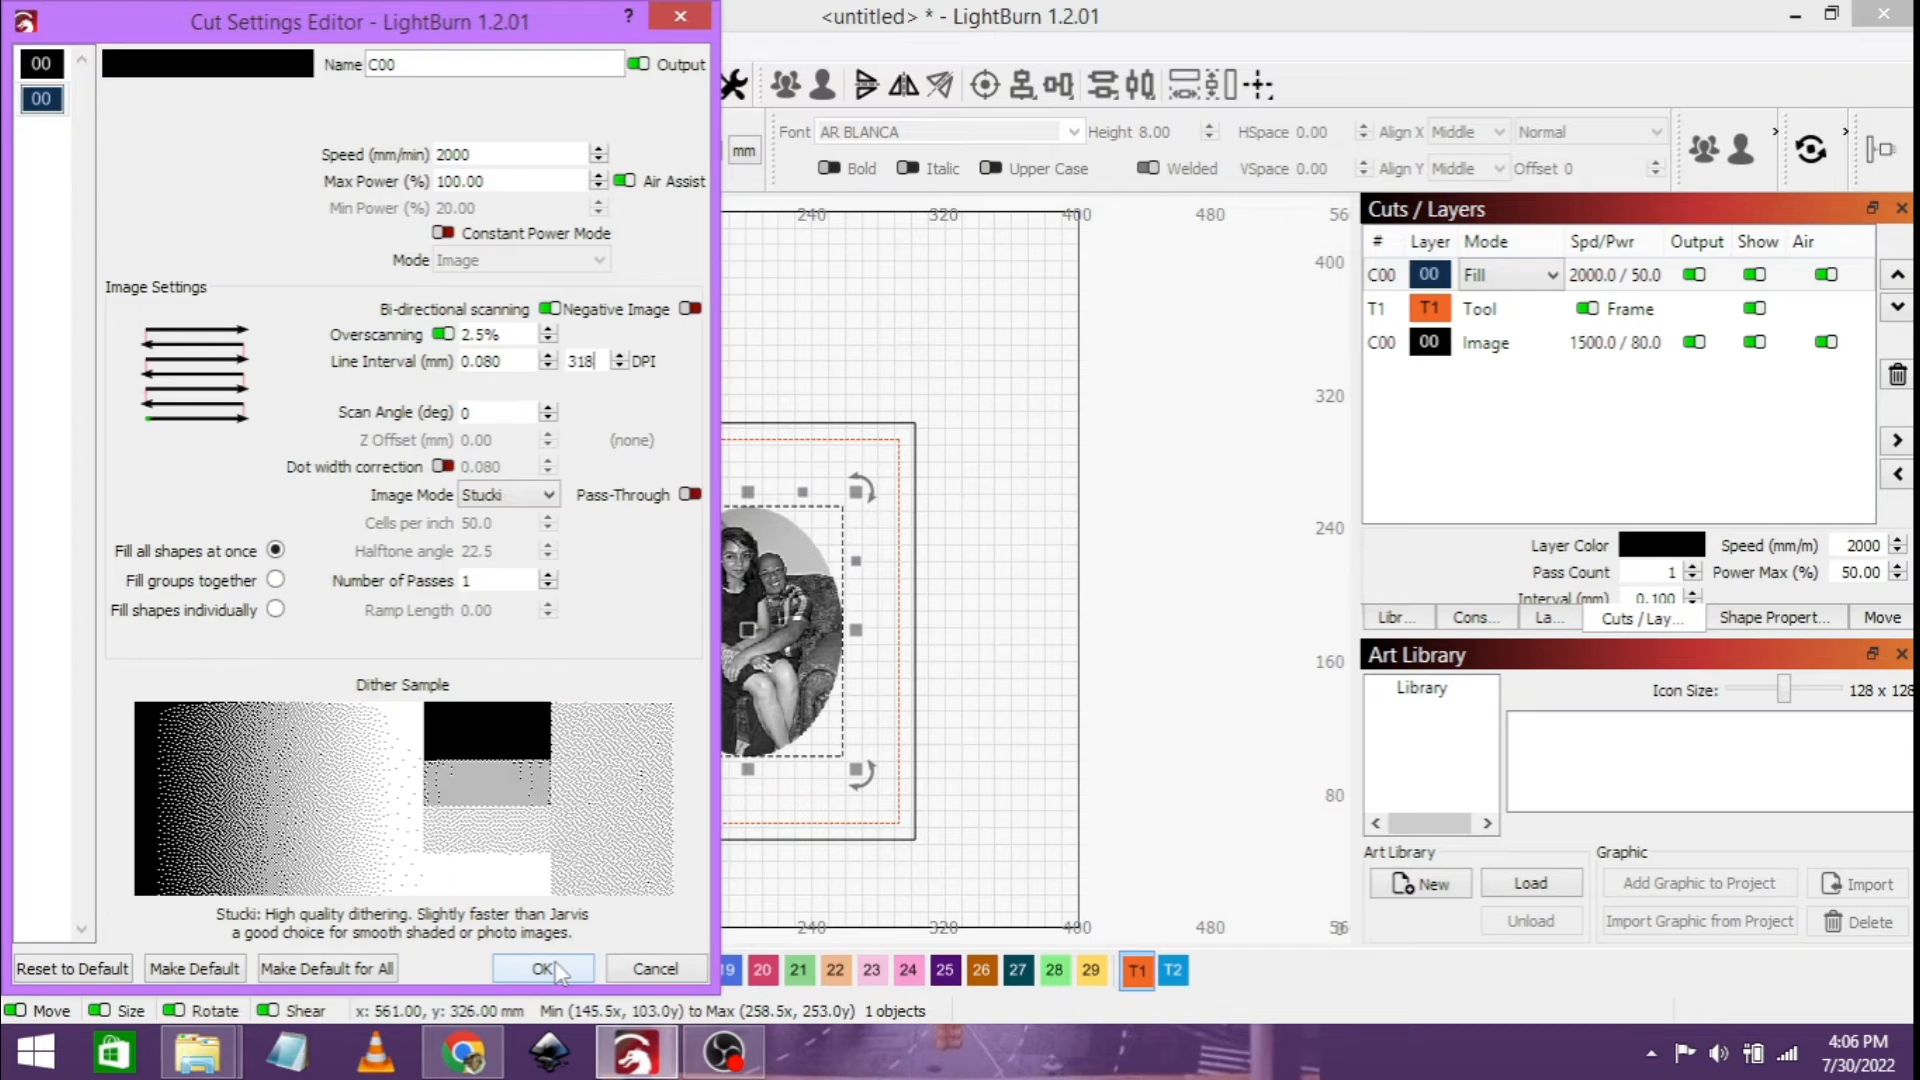 Cut Settings Editor - LightBurn 1.2.01
?
<untitled> * - LightBurn 1.2.01
00
00
Name C00
Output
Speed (mm/min) 2000
Max Power (%) 100.00
Air Assist
Min Power (%) 20.00
Constant Power Mode
Mode Image
Image Settings
Bi-directional scanning
Negative Image
Overscanning 2.5%
Line Interval (mm) 0.080
318 DPI
Scan Angle (deg) 0
Z Offset (mm) 0.00
(none)
Dot width correction 0.080
Image Mode Stucki
Pass-Through
Cells per inch 50.0
Fill all shapes at once
Halftone angle 22.5
Fill groups together
Number of Passes 1
Fill shapes individually
Ramp Length 0.00
Dither Sample
Stucki: High quality dithering. Slightly faster than Jarvis
a good choice for smooth shaded or photo images.
Reset to Default
Make Default
Make Default for All
OK
Cancel
mm
Font AR BLANCA
Height 8.00
HSpace 0.00
Align X Middle
Normal
Bold
Italic
Upper Case
Welded
VSpace 0.00
Align Y Middle
Offset 0
240 320 400 480 56
400
320
240
160
80
240 320 400 480
Cuts / Layers
# Layer Mode Spd/Pwr Output Show Air
C00 00 Fill 2000.0 / 50.0
T1 T1 Tool Frame
C00 00 Image 1500.0 / 80.0
Layer Color
Speed (mm/m) 2000
Pass Count 1
Power Max (%) 50.00
Interval (mm) 0.100
Libr...
Cons...
La...
Cuts / Lay...
Shape Propert...
Move
Art Library
Library
Icon Size:
128 x 128
Art Library
Graphic
New
Load
Add Graphic to Project
Import
Unload
Import Graphic from Project
Delete
19 20 21 22 23 24 25 26 27 28 29 T1 T2
Move
Size
Rotate
Shear
x: 561.00, y: 326.00 mm
Min (145.5x, 103.0y) to Max (258.5x, 253.0y)
1 objects
4:06 PM
7/30/2022